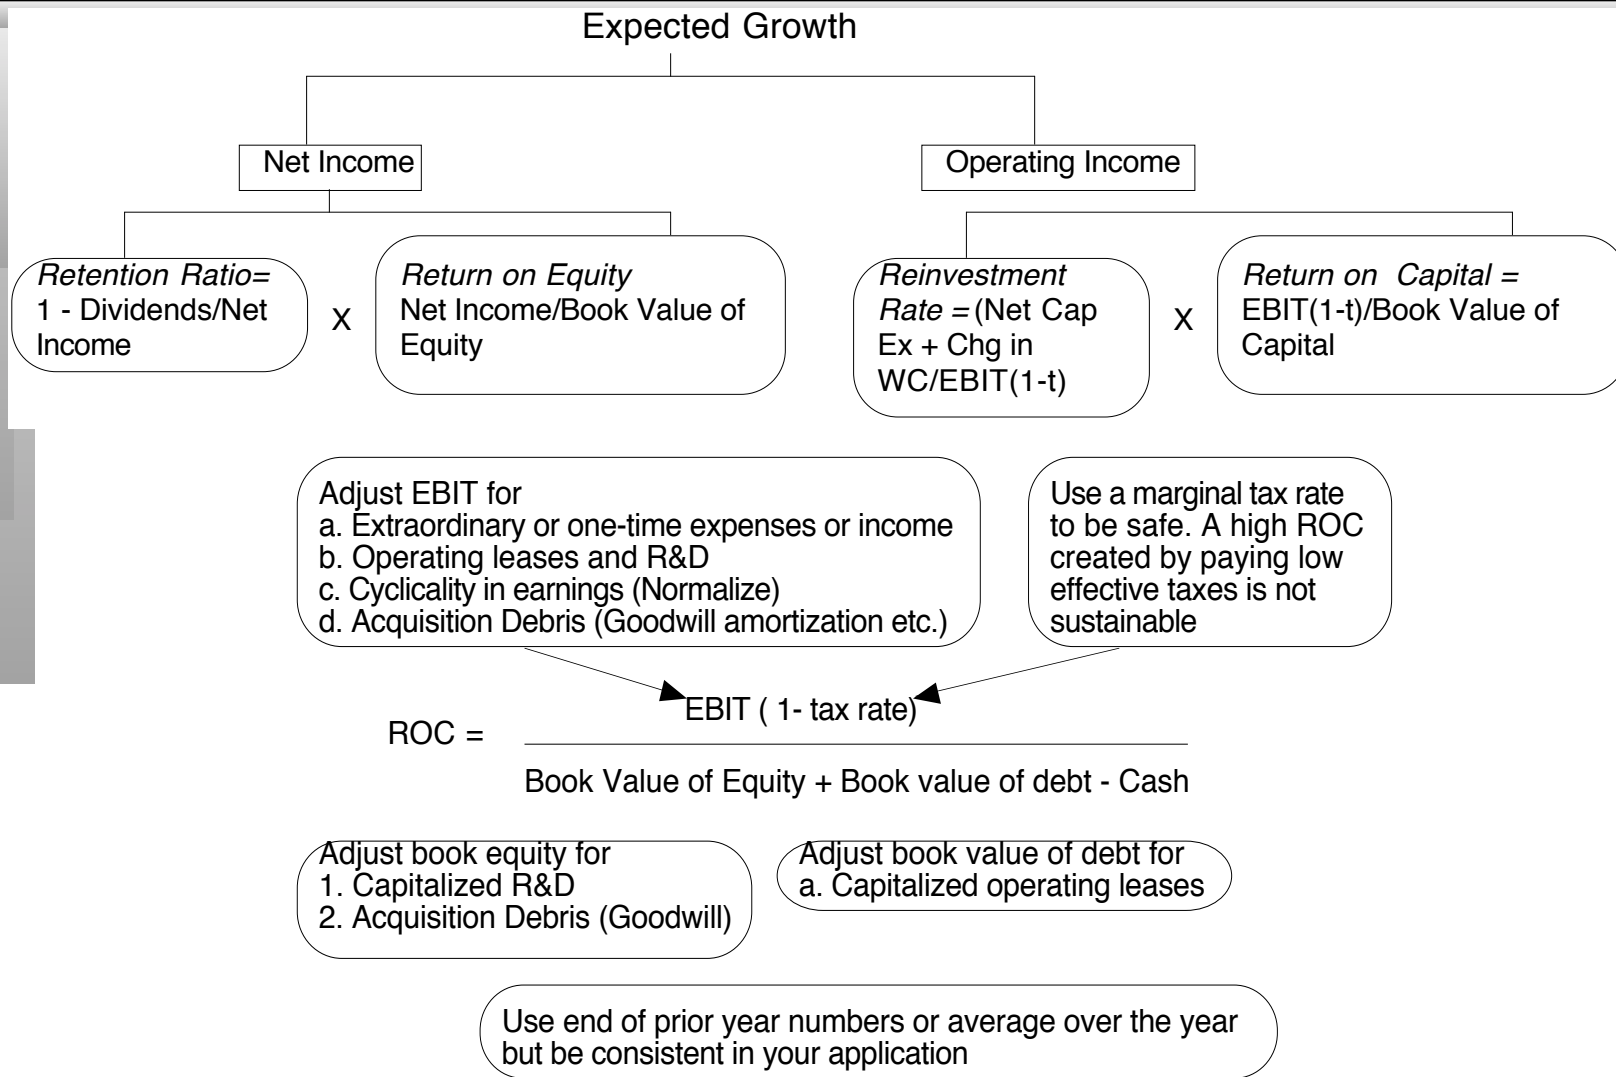 Expected Growth
Net Income
Operating Income
Retention Ratio=
1 - Dividends/Net
Income
X
Return on Equity
Net Income/Book Value of
Equity
Reinvestment
Rate = (Net Cap
Ex + Chg in
WC/EBIT(1-t)
X
Return on Capital =
EBIT(1-t)/Book Value of
Capital
Adjust EBIT for
a. Extraordinary or one-time expenses or income
b. Operating leases and R&D
c. Cyclicality in earnings (Normalize)
d. Acquisition Debris (Goodwill amortization etc.)
Use a marginal tax rate
to be safe. A high ROC
created by paying low
effective taxes is not
sustainable
EBIT ( 1- tax rate)
ROC =
Book Value of Equity + Book value of debt - Cash
Adjust book equity for
1. Capitalized R&D
2. Acquisition Debris (Goodwill)
Adjust book value of debt for
a. Capitalized operating leases
Use end of prior year numbers or average over the year
but be consistent in your application